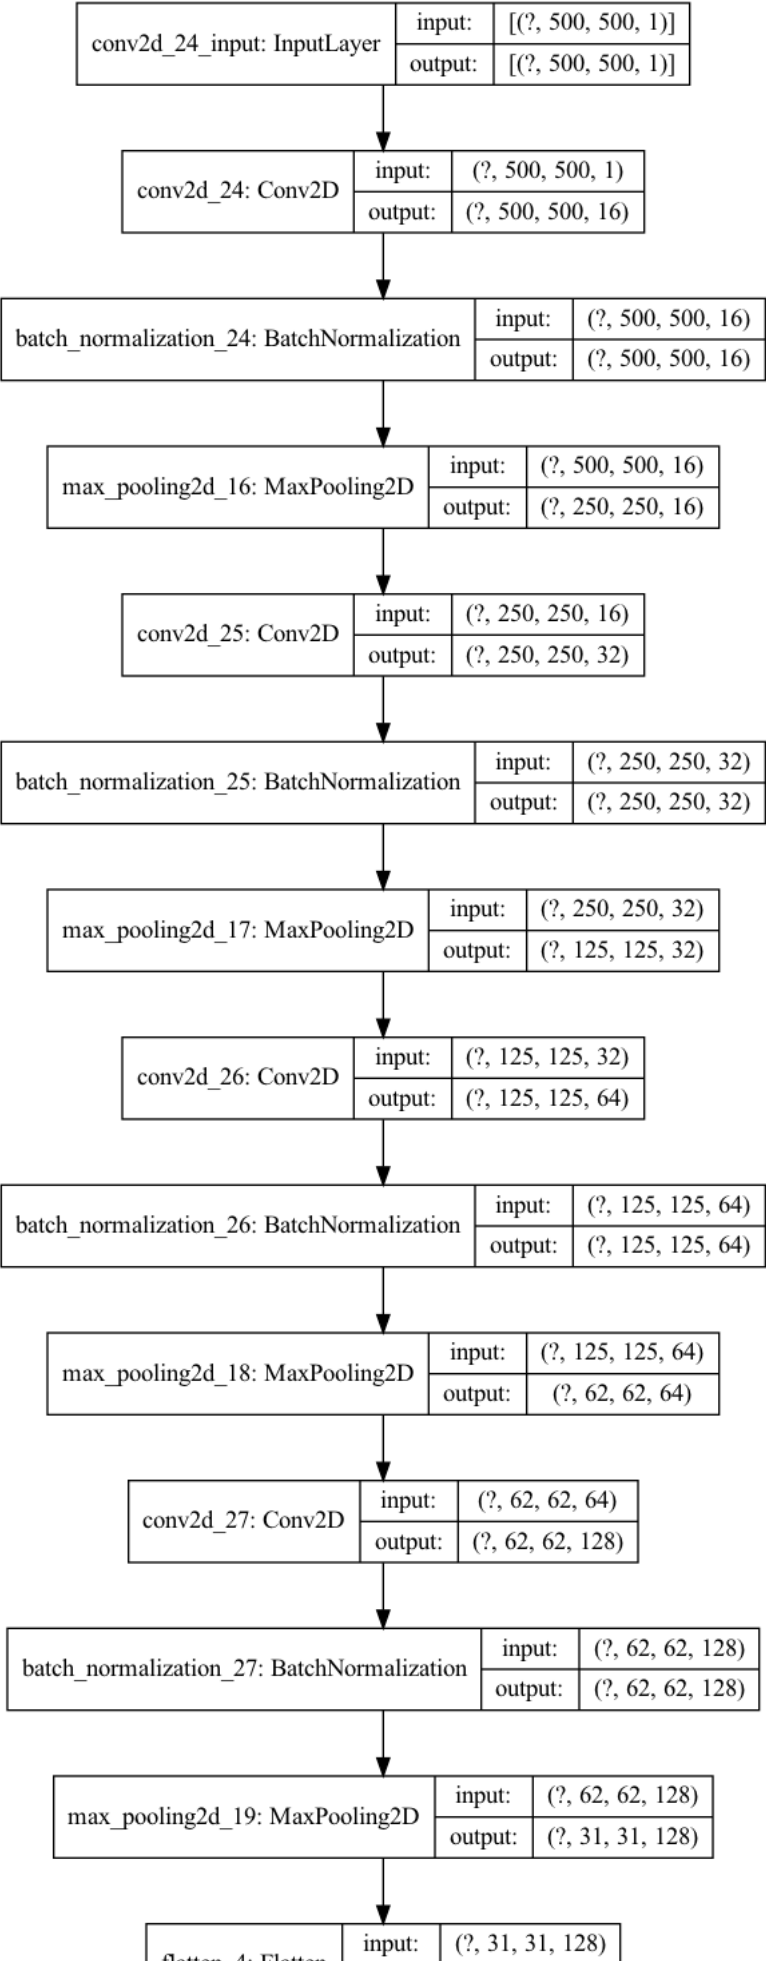 conv2d_24_input: InputLayer
input: [(?, 500, 500, 1)]
output: [(?, 500, 500, 1)]
conv2d_24: Conv2D
input: (?, 500, 500, 1)
output: (?, 500, 500, 16)
batch_normalization_24: BatchNormalization
input: (?, 500, 500, 16)
output: (?, 500, 500, 16)
max_pooling2d_16: MaxPooling2D
input: (?, 500, 500, 16)
output: (?, 250, 250, 16)
conv2d_25: Conv2D
input: (?, 250, 250, 16)
output: (?, 250, 250, 32)
batch_normalization_25: BatchNormalization
input: (?, 250, 250, 32)
output: (?, 250, 250, 32)
max_pooling2d_17: MaxPooling2D
input: (?, 250, 250, 32)
output: (?, 125, 125, 32)
conv2d_26: Conv2D
input: (?, 125, 125, 32)
output: (?, 125, 125, 64)
batch_normalization_26: BatchNormalization
input: (?, 125, 125, 64)
output: (?, 125, 125, 64)
max_pooling2d_18: MaxPooling2D
input: (?, 125, 125, 64)
output: (?, 62, 62, 64)
conv2d_27: Conv2D
input: (?, 62, 62, 64)
output: (?, 62, 62, 128)
batch_normalization_27: BatchNormalization
input: (?, 62, 62, 128)
output: (?, 62, 62, 128)
max_pooling2d_19: MaxPooling2D
input: (?, 62, 62, 128)
output: (?, 31, 31, 128)
input: (?, 31, 31, 128)